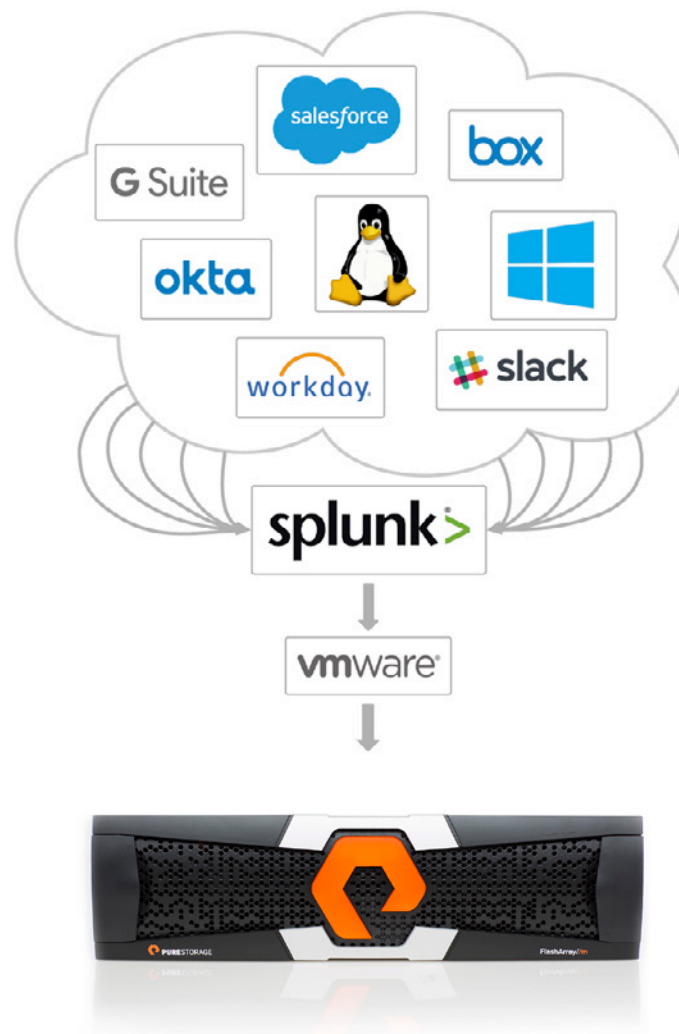 salesforce
box
G Suite
okta
workday.
slack
splunk>
vmware®
PURESTORAGE
FlashArray//m